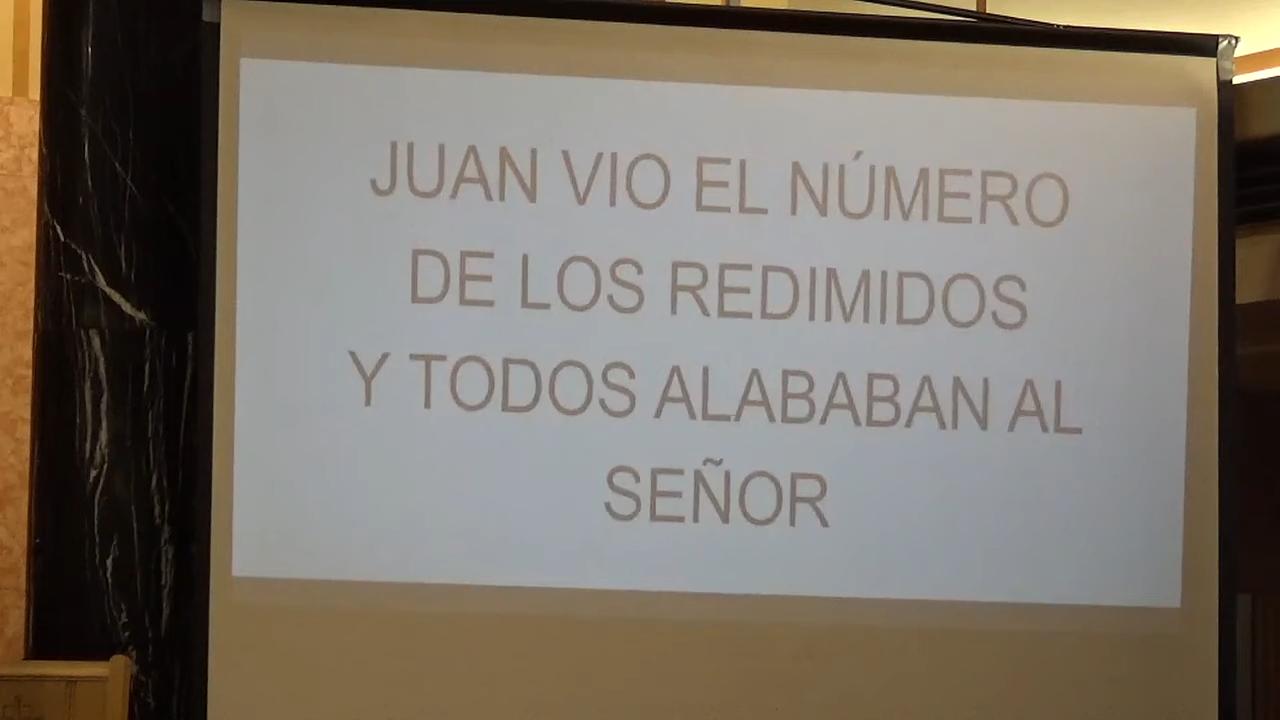 JUAN VIO EL NÚMERO
DE LOS REDIMIDOS
Y TODOS ALABABAN AL
SEÑOR